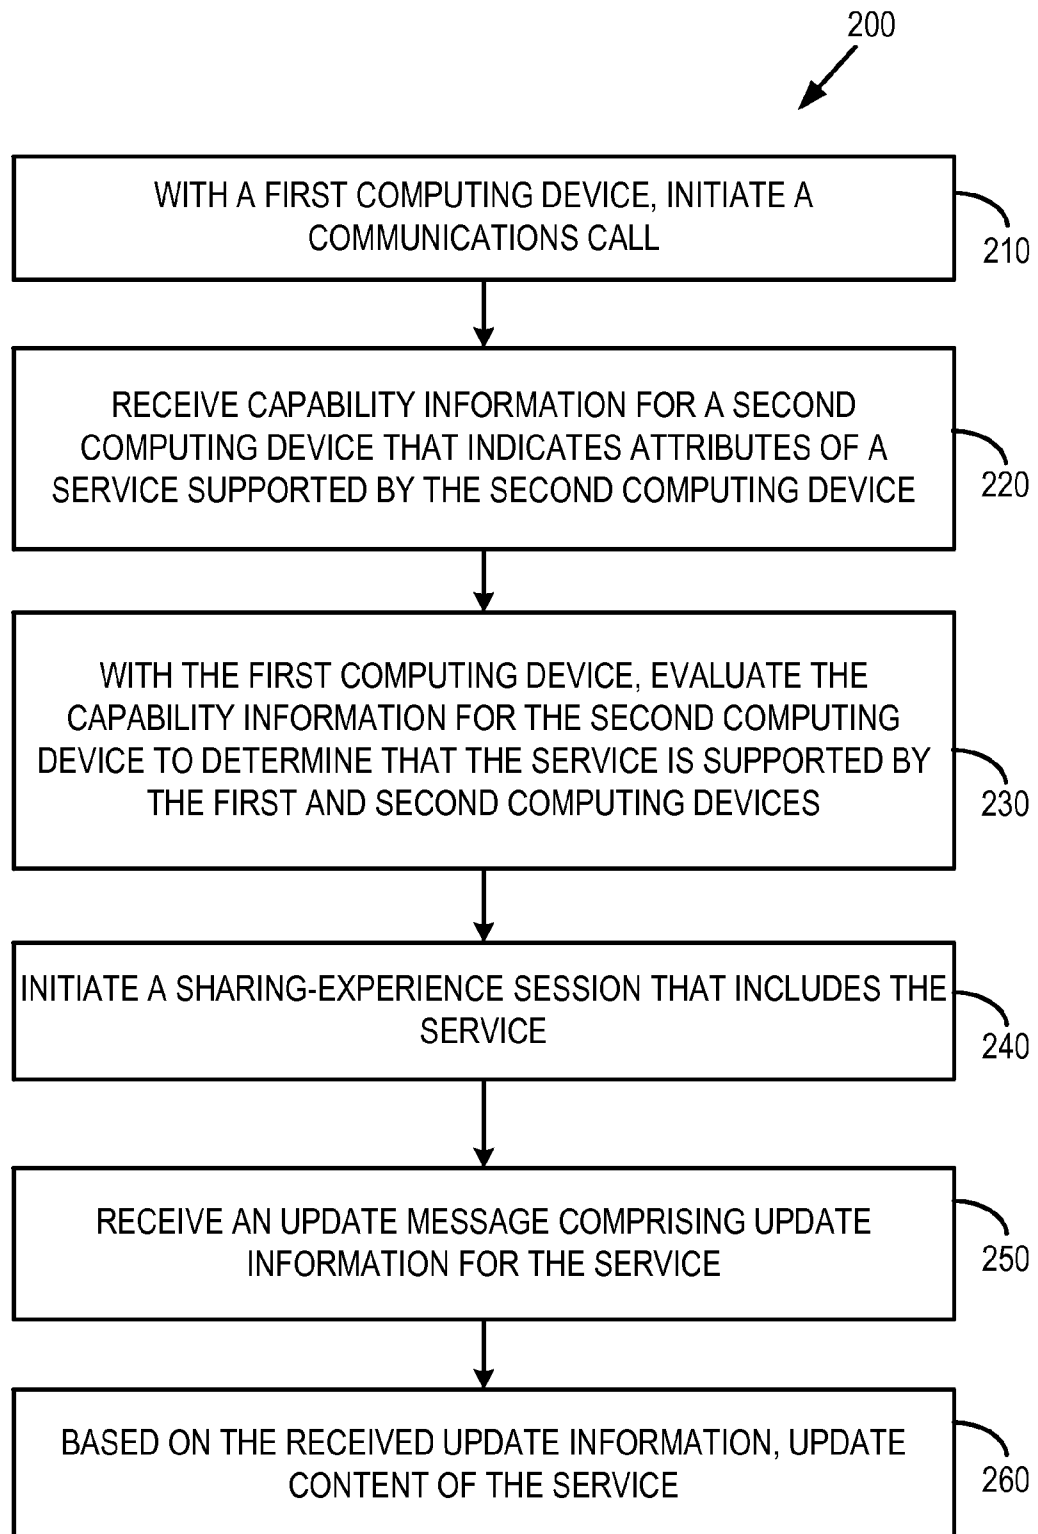 200
WITH A FIRST COMPUTING DEVICE, INITIATE A
COMMUNICATIONS CALL
210
RECEIVE CAPABILITY INFORMATION FOR A SECOND
COMPUTING DEVICE THAT INDICATES ATTRIBUTES OF A
SERVICE SUPPORTED BY THE SECOND COMPUTING DEVICE
220
WITH THE FIRST COMPUTING DEVICE, EVALUATE THE
CAPABILITY INFORMATION FOR THE SECOND COMPUTING
DEVICE TO DETERMINE THAT THE SERVICE IS SUPPORTED BY
THE FIRST AND SECOND COMPUTING DEVICES
230
INITIATE A SHARING-EXPERIENCE SESSION THAT INCLUDES THE
SERVICE
240
RECEIVE AN UPDATE MESSAGE COMPRISING UPDATE
INFORMATION FOR THE SERVICE
250
BASED ON THE RECEIVED UPDATE INFORMATION, UPDATE
CONTENT OF THE SERVICE
260